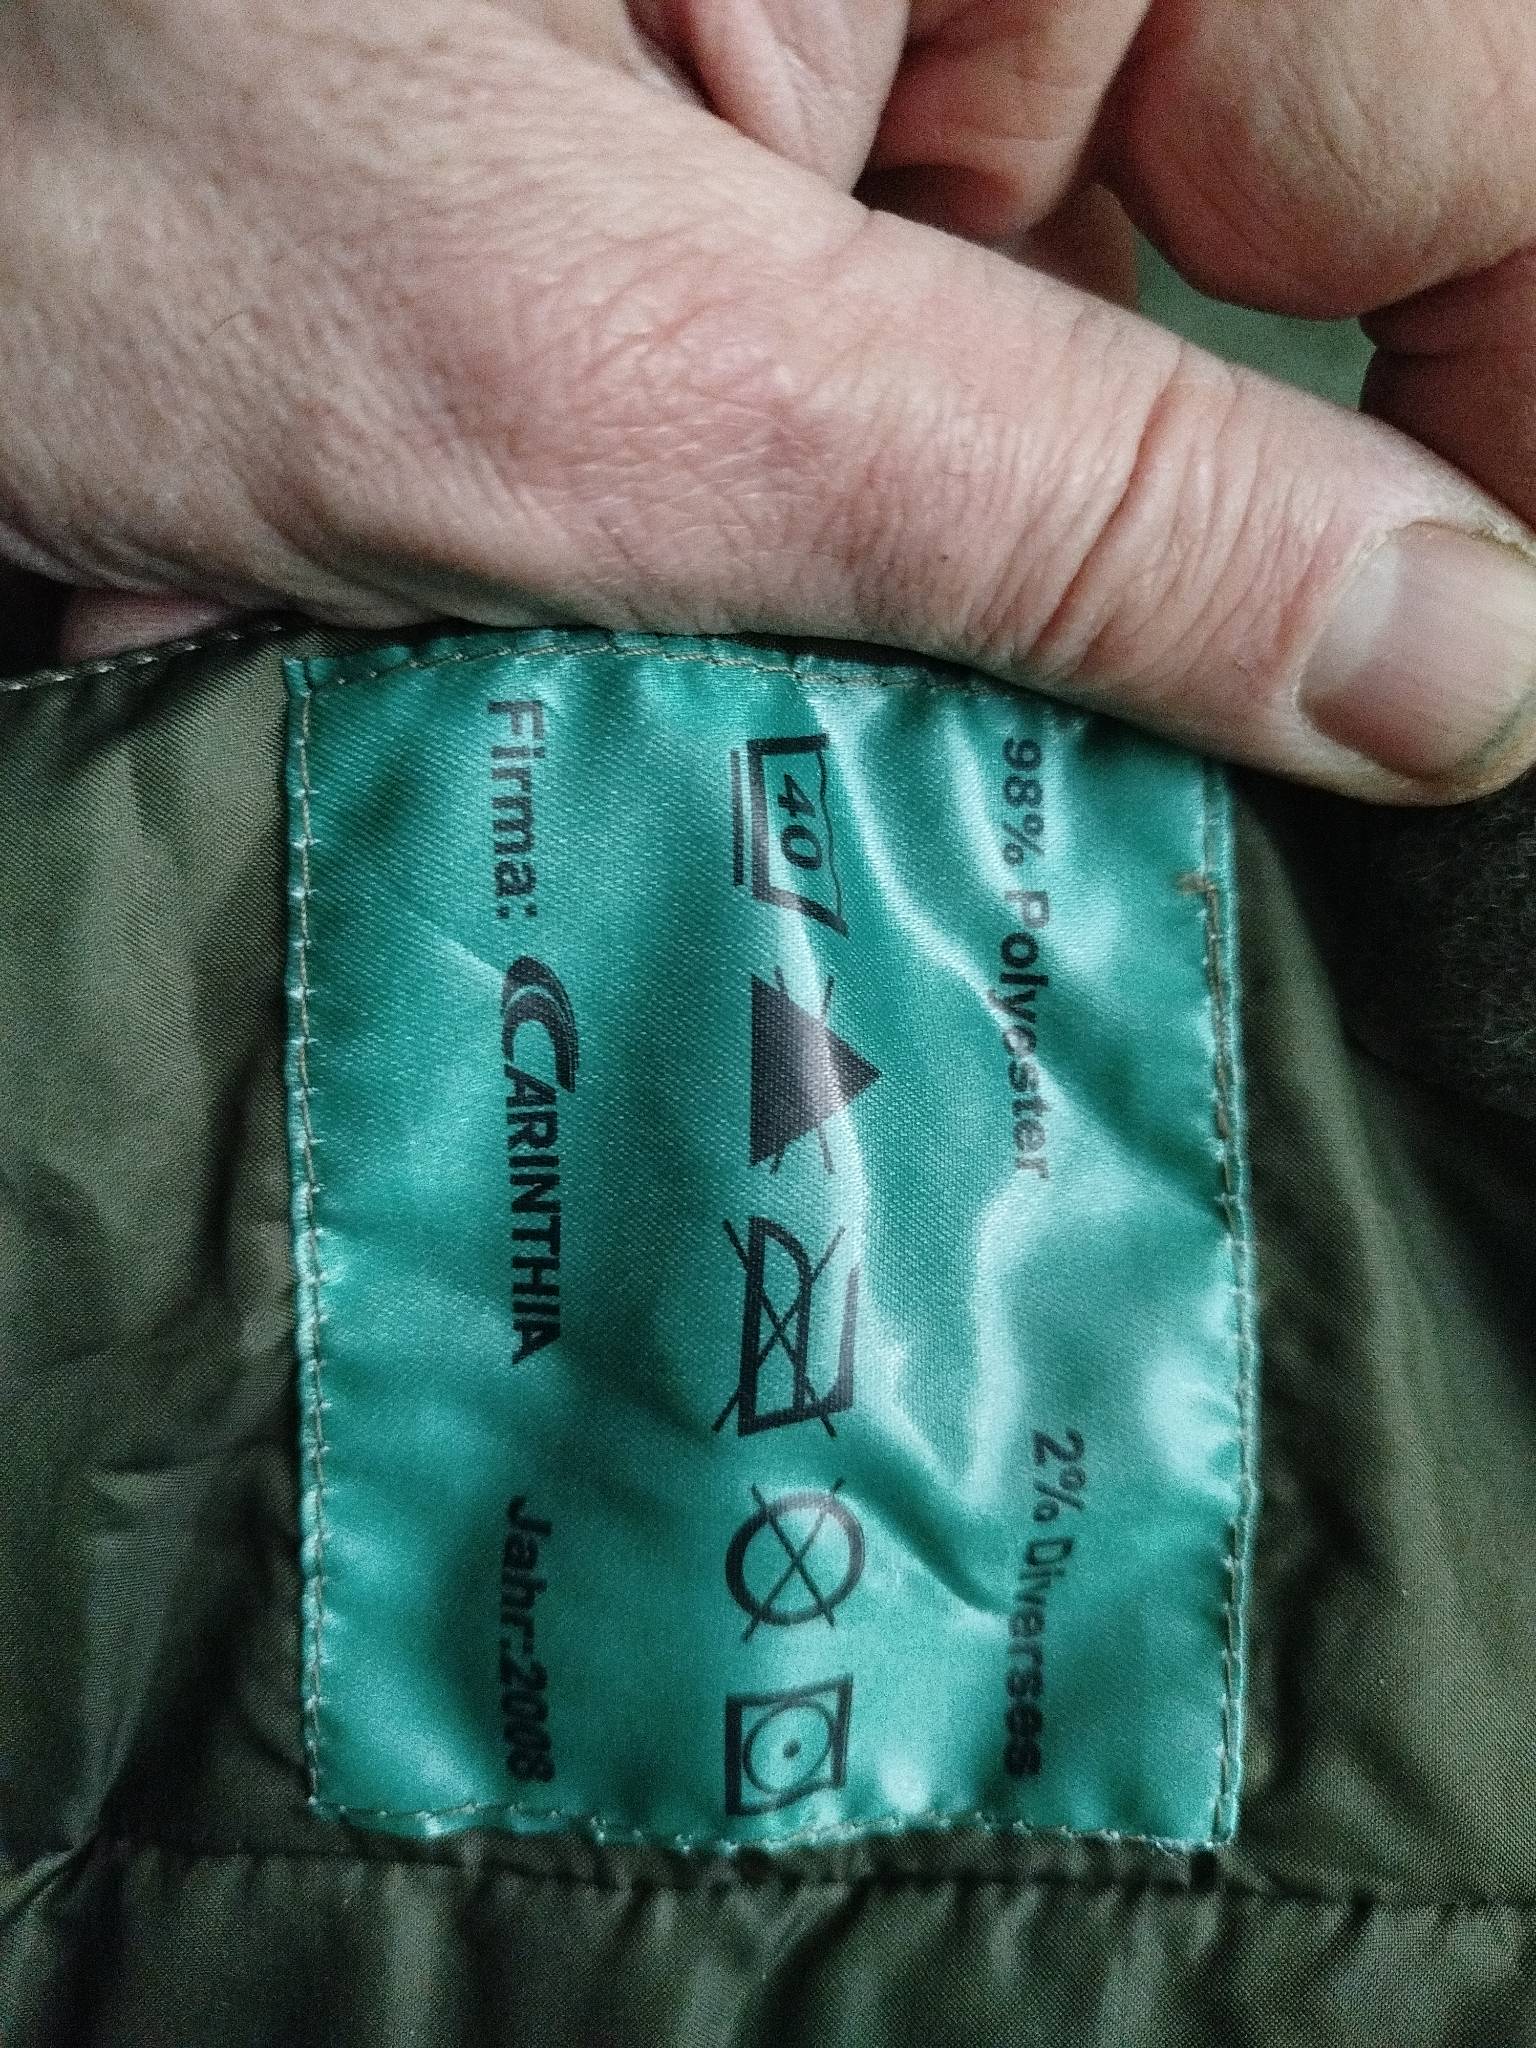 98% Polyester 2% Diverses
40
Firma: CARINTHIA Jahr:2008